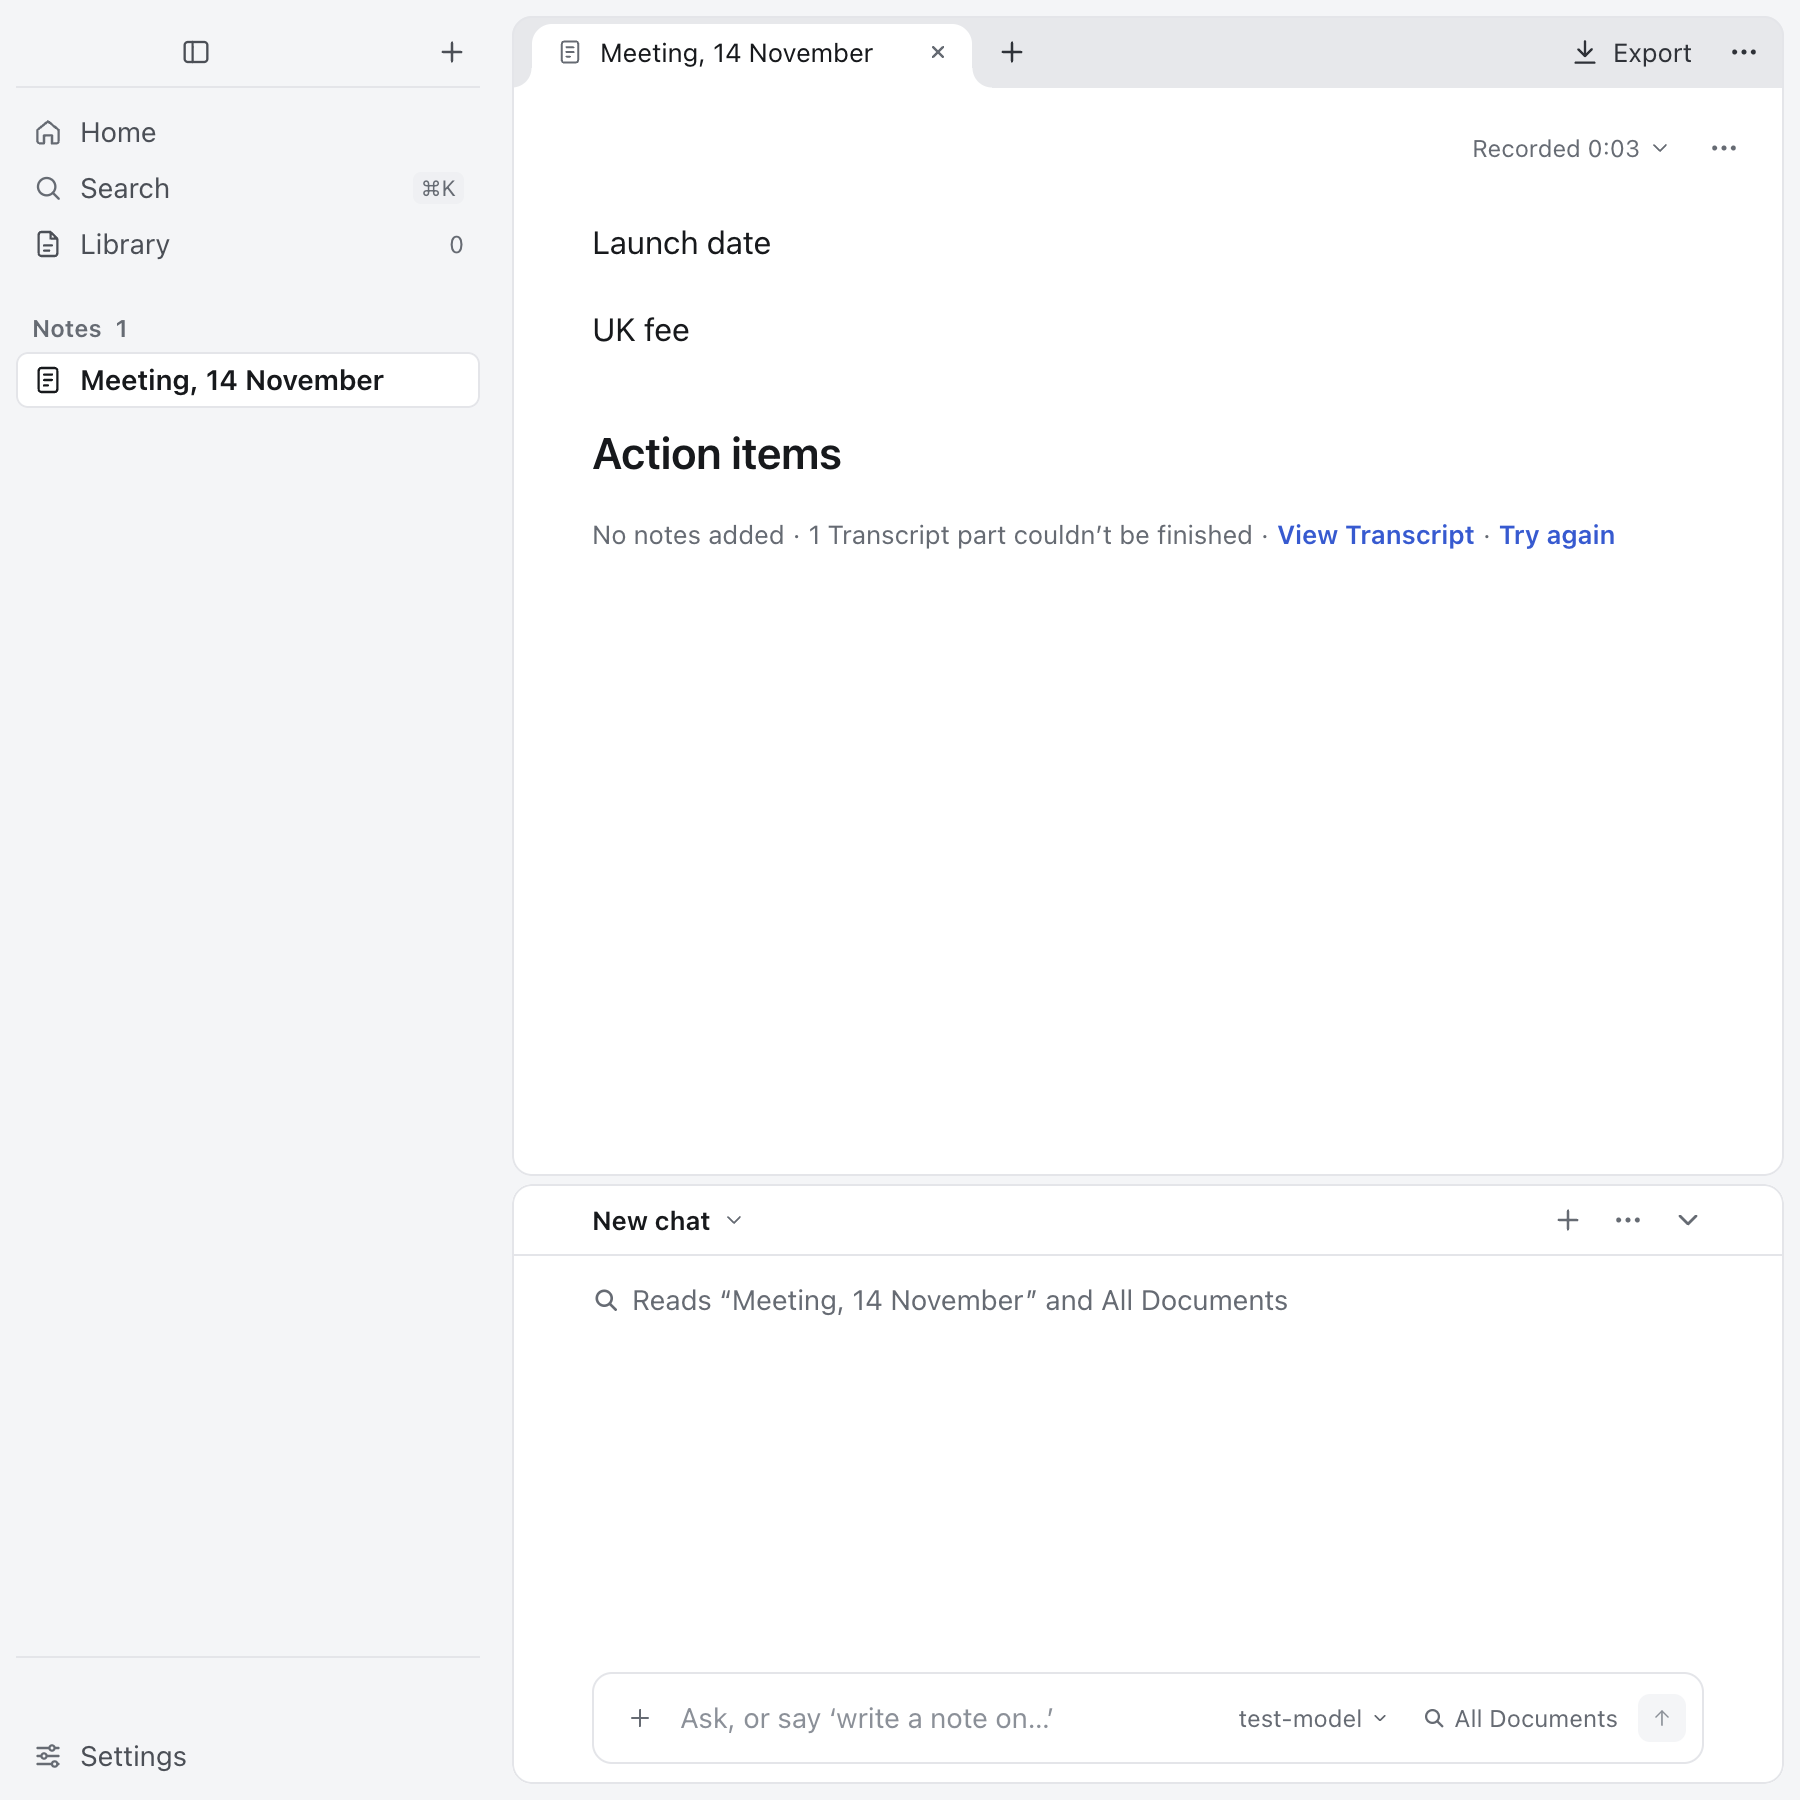 Meeting, 14 November
Export
Home
Search ⌘K
Library 0
Notes 1
Meeting, 14 November
Recorded 0:03
Launch date
UK fee
Action items
No notes added · 1 Transcript part couldn’t be finished · View Transcript · Try again
New chat
Reads “Meeting, 14 November” and All Documents
Ask, or say ‘write a note on...’ test-model All Documents
Settings